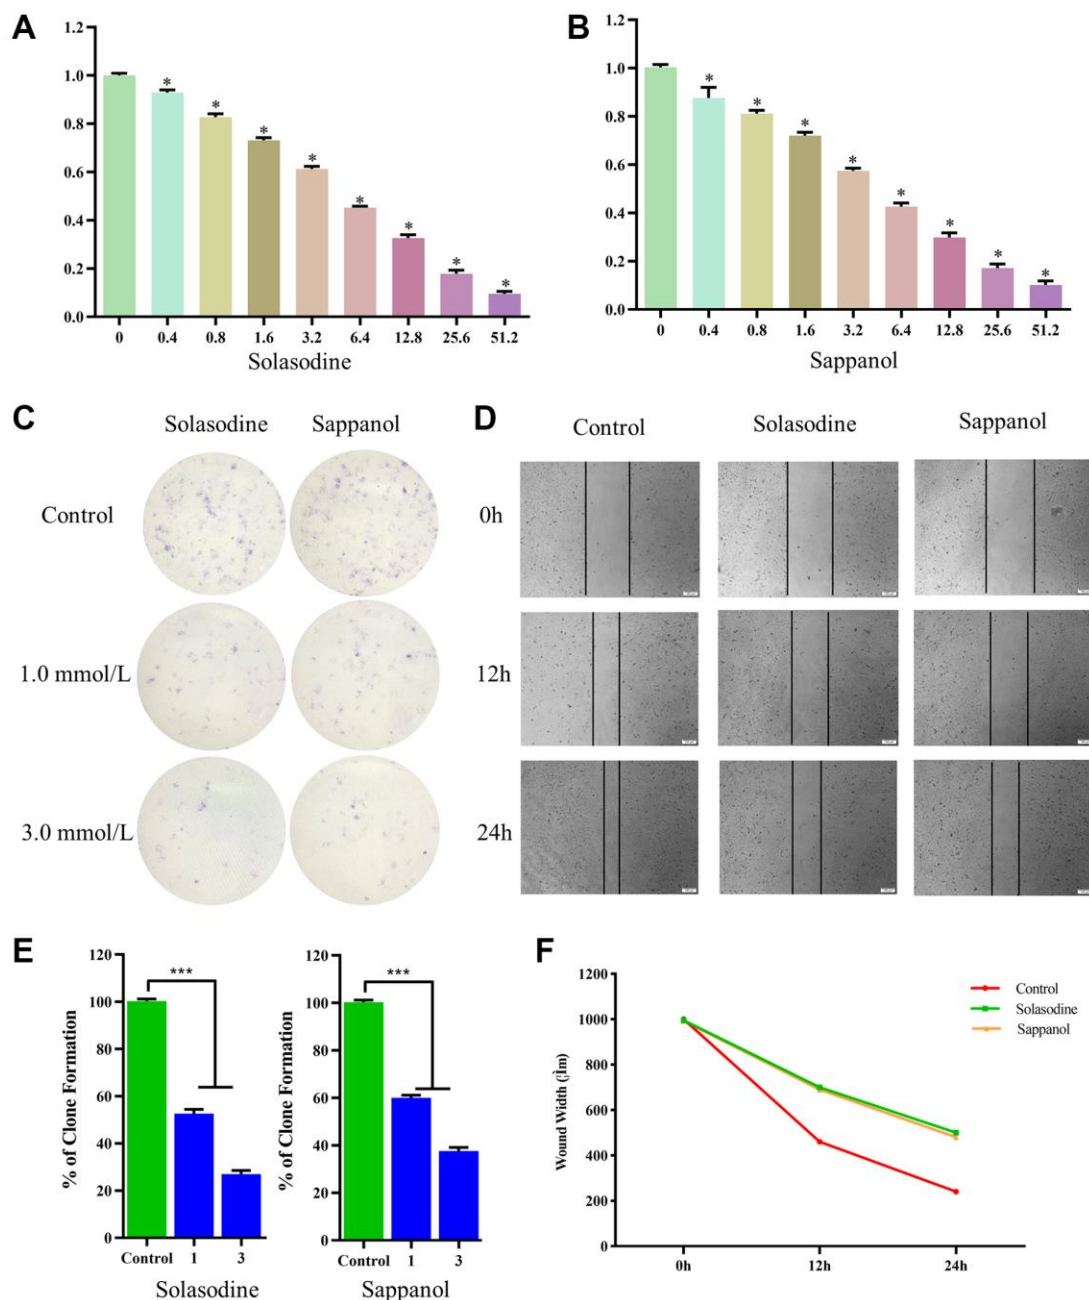 A
1.2
1.0
0.8
0.6
0.4
0.2
0.0
* * * * * * * *
0 0.4 0.8 1.6 3.2 6.4 12.8 25.6 51.2
Solasodine
B
1.2
1.0
0.8
0.6
0.4
0.2
0.0
* * * * * * * *
0 0.4 0.8 1.6 3.2 6.4 12.8 25.6 51.2
Sappanol
C
Solasodine Sappanol
Control
1.0 mmol/L
3.0 mmol/L
D
Control Solasodine Sappanol
0h
12h
24h
E
% of Clone Formation
120
100
80
60
40
20
0
***
Control 1 3
Solasodine
% of Clone Formation
120
100
80
60
40
20
0
***
Control 1 3
Sappanol
F
Wound Width
1200
1000
800
600
400
200
0
0h 12h 24h
Control
Solasodine
Sappanol